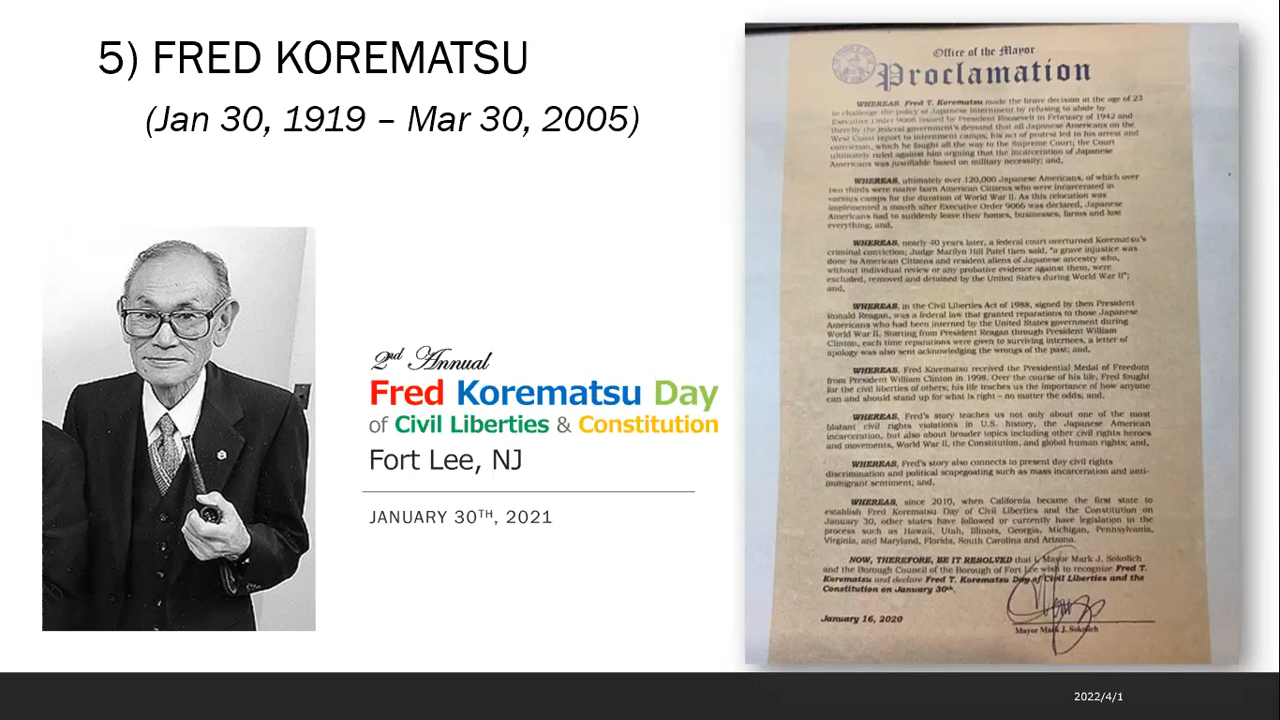 5) FRED KOREMATSU
(Jan 30, 1919 – Mar 30, 2005)
2nd Annual
Fred Korematsu Day
of Civil Liberties & Constitution
Fort Lee, NJ
JANUARY 30TH, 2021
Office of the Mayor
Proclamation
WHEREAS, Fred T. Korematsu made the brave decision at the age of 23
to challenge the policy of Japanese internment by refusing to abide by
Executive Order 9066 issued by President Roosevelt in February of 1942 and
thereby the federal government's demand that all Japanese Americans on the
West Coast report to internment camps; his act of protest led to his arrest and
conviction, which he fought all the way to the Supreme Court; the Court
ultimately ruled against him arguing that the incarceration of Japanese
Americans was justifiable based on military necessity; and,
WHEREAS, ultimately over 120,000 Japanese Americans, of which over
two thirds were native born American Citizens who were incarcerated in
various camps for the duration of World War II. As this relocation was
implemented a month after Executive Order 9066 was declared, Japanese
Americans had to suddenly leave their homes, businesses, farms and lost
everything; and,
WHEREAS, nearly 40 years later, a federal court overturned Korematsu's
criminal conviction; Judge Marilyn Hill Patel then said, "a grave injustice was
done to American Citizens and resident aliens of Japanese ancestry who,
without individual review or any probative evidence against them, were
excluded, removed and detained by the United States during World War II";
and,
WHEREAS, in the Civil Liberties Act of 1988, signed by then President
Ronald Reagan, was a federal law that granted reparations to those Japanese
Americans who had been interned by the United States government during
World War II. Starting from President Reagan through President William
Clinton, each time reparations were given to surviving internees, a letter of
apology was also sent acknowledging the wrongs of the past; and,
WHEREAS, Fred Korematsu received the Presidential Medal of Freedom
from President William Clinton in 1998. Over the course of his life, Fred fought
for the civil liberties of others; his life teaches us the importance of how anyone
can and should stand up for what is right – no matter the odds; and,
WHEREAS, Fred's story teaches us not only about one of the most
blatant civil rights violations in U.S. history, the Japanese American
incarceration, but also about broader topics including other civil rights heroes
and movements, World War II, the Constitution, and global human rights; and,
WHEREAS, Fred's story also connects to present day civil rights
discrimination and political scapegoating such as mass incarceration and anti-
immigrant sentiment; and,
WHEREAS, since 2010, when California became the first state to
establish Fred Korematsu Day of Civil Liberties and the Constitution on
January 30, other states have followed or currently have legislation in the
process such as Hawaii, Utah, Illinois, Georgia, Michigan, Pennsylvania,
Virginia, and Maryland, Florida, South Carolina and Arizona.
NOW, THEREFORE, BE IT RESOLVED that I, Mayor Mark J. Sokolich
and the Borough Council of the Borough of Fort Lee wish to recognize Fred T.
Korematsu and declare Fred T. Korematsu Day of Civil Liberties and the
Constitution on January 30th.
January 16, 2020
Mayor Mark J. Sokolich
2022/4/1